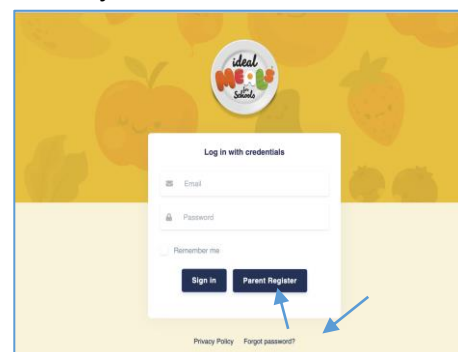 ideal
MEALS
for
Schools
Log in with credentials
Email
Password
Remember me
Sign in
Parent Register
Privacy Policy Forgot password?